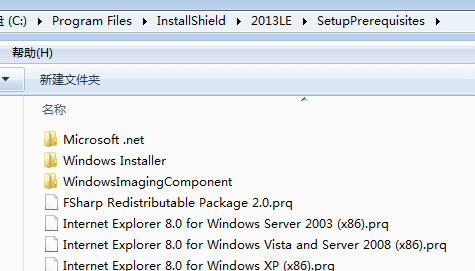 (C:) ▸ Program Files ▸ InstallShield ▸ 2013LE ▸ SetupPrerequisites ▸
帮助(H)
新建文件夹
名称
Microsoft .net
Windows Installer
WindowsImagingComponent
FSharp Redistributable Package 2.0.prq
Internet Explorer 8.0 for Windows Server 2003 (x86).prq
Internet Explorer 8.0 for Windows Vista and Server 2008 (x86).prq
Internet Explorer 8.0 for Windows XP (x86).prq